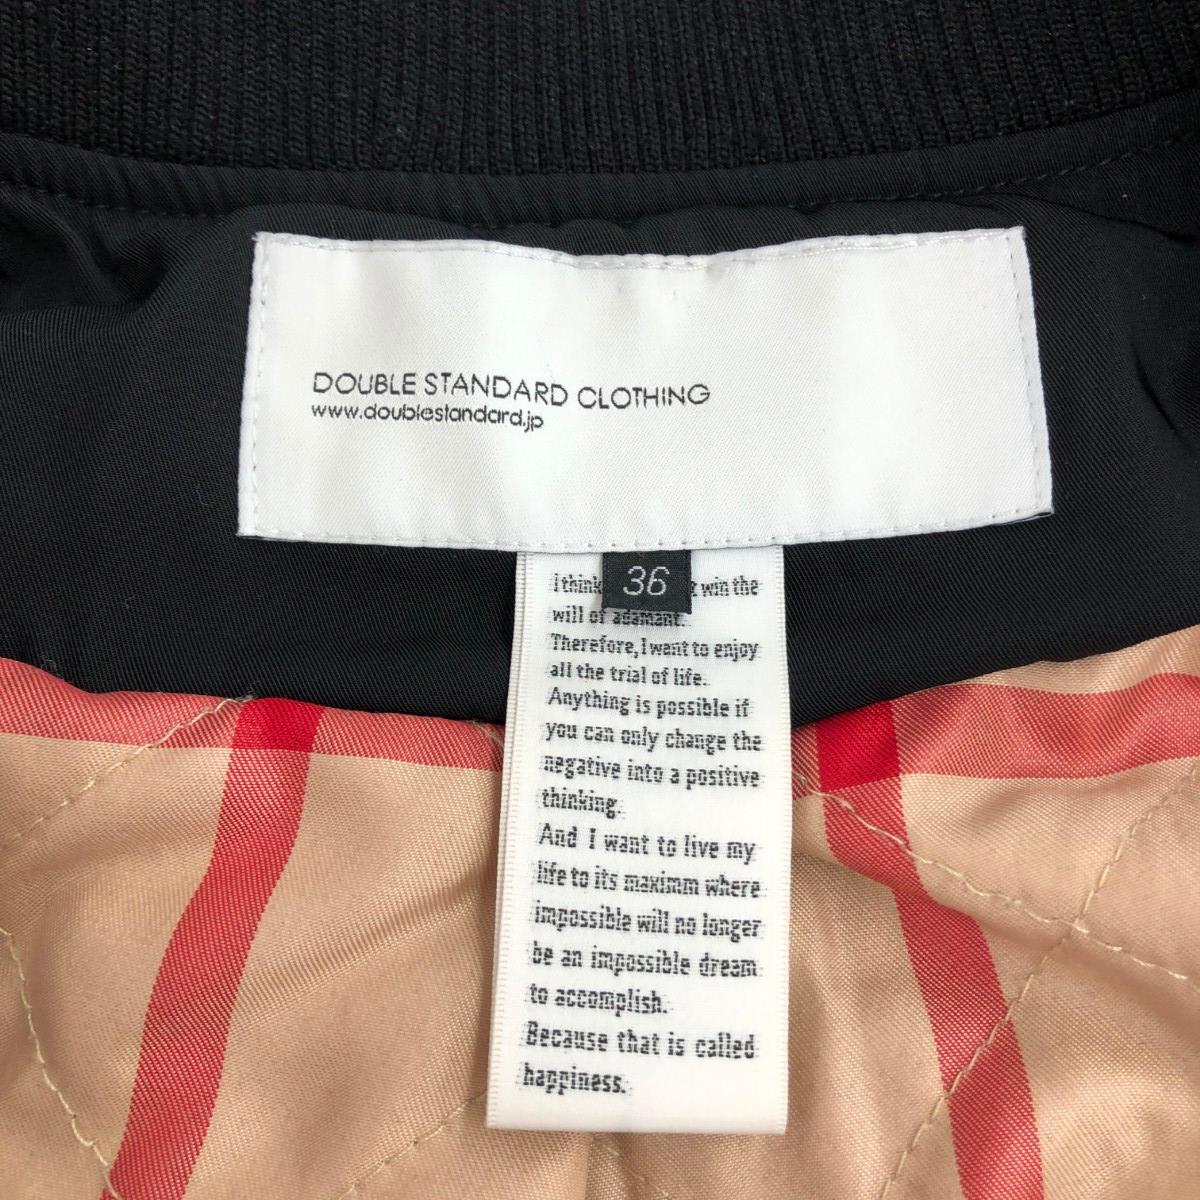 DOUBLE STANDARD CLOTHING
www.doublestandard.jp
36
I think win the
will of adamant.
Therefore, I want to enjoy
all the trial of life.
Anything is possible if
you can only change the
negative into a positive
thinking.
And I want to live my
life to its maximm where
impossible will no longer
be an impossible dream
to accomplish.
Because that is called
happiness.